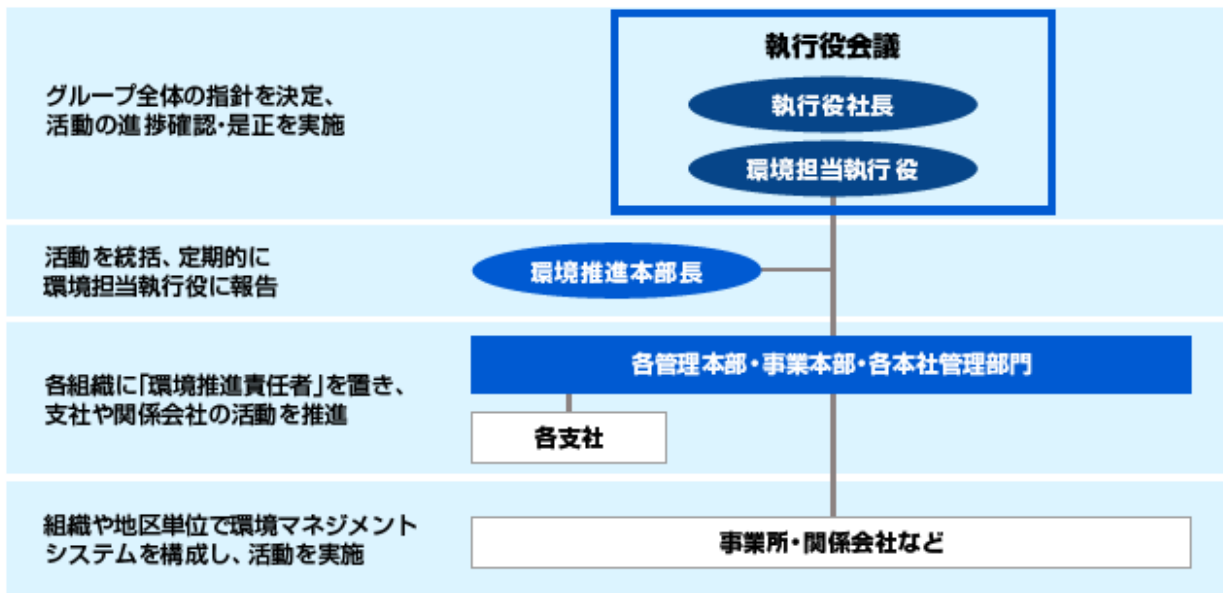 執行役会議
執行役社長
環境担当執行役
グループ全体の指針を決定、
活動の進捗確認・是正を実施
活動を統括、定期的に
環境担当執行役に報告
環境推進本部長
各組織に「環境推進責任者」を置き、
支社や関係会社の活動を推進
各管理本部・事業本部・各本社管理部門
各支社
組織や地区単位で環境マネジメント
システムを構成し、活動を実施
事業所・関係会社など